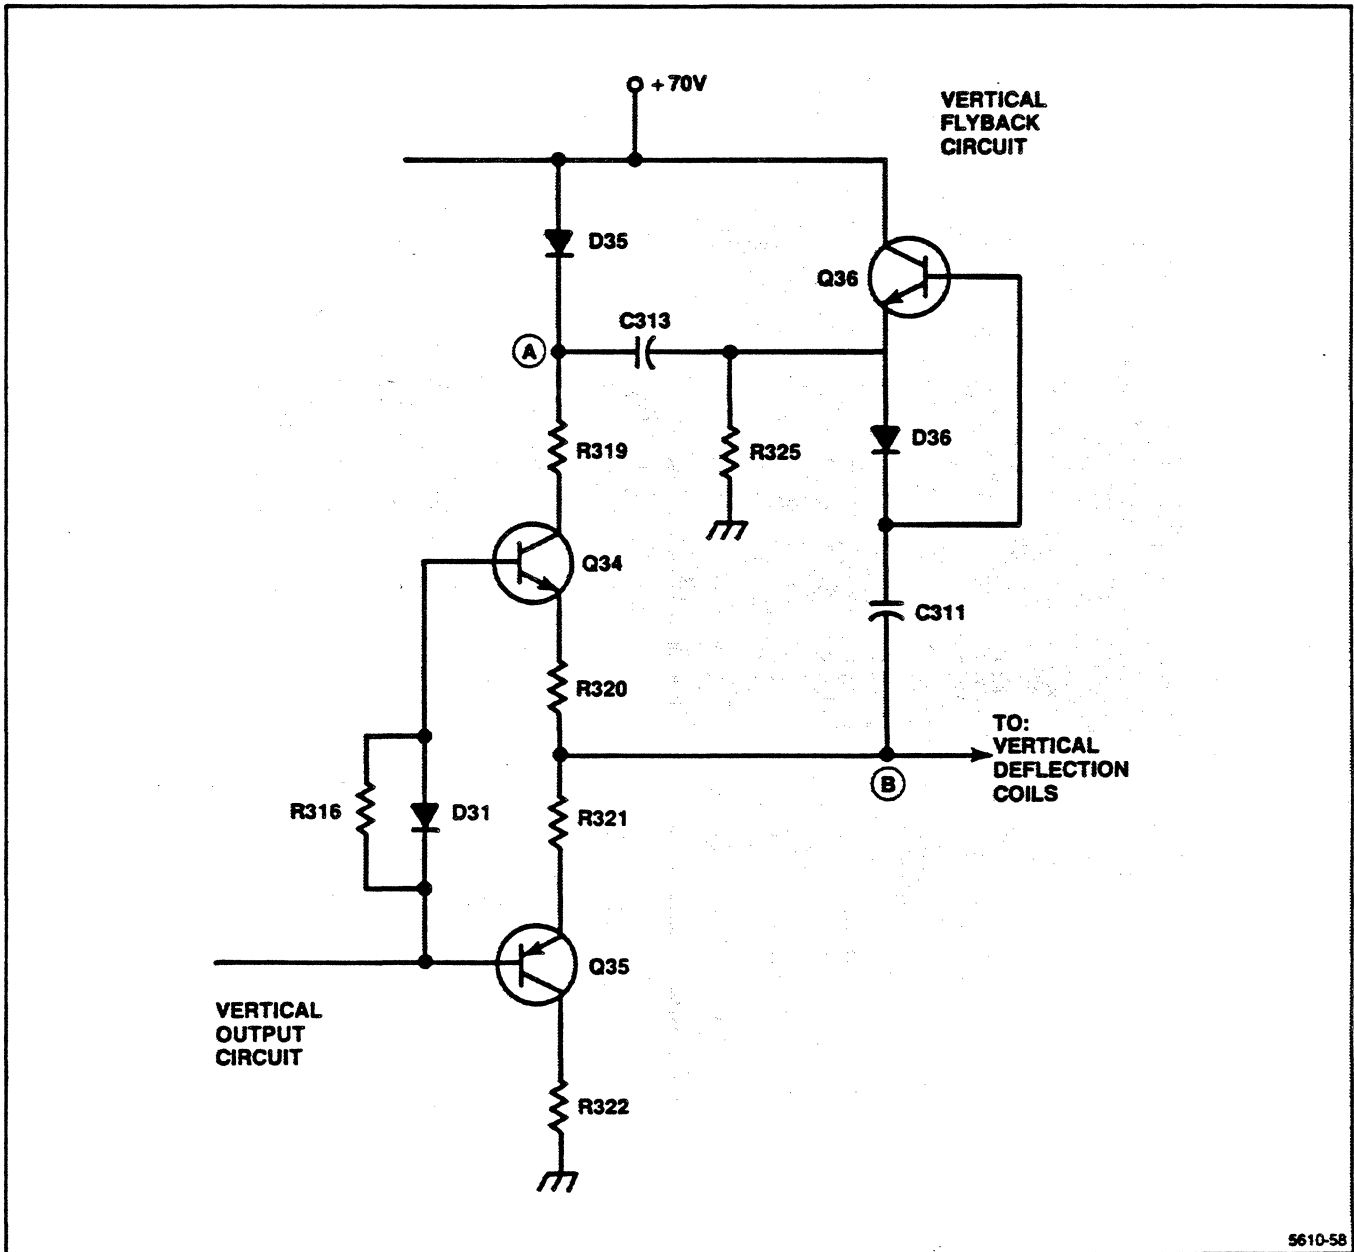 +70V
VERTICAL
FLYBACK
CIRCUIT
D35
Q36
C313
A
R319
R325
D36
Q34
C311
R320
TO:
VERTICAL
DEFLECTION
COILS
B
R316
D31
R321
Q35
VERTICAL
OUTPUT
CIRCUIT
R322
5610-58